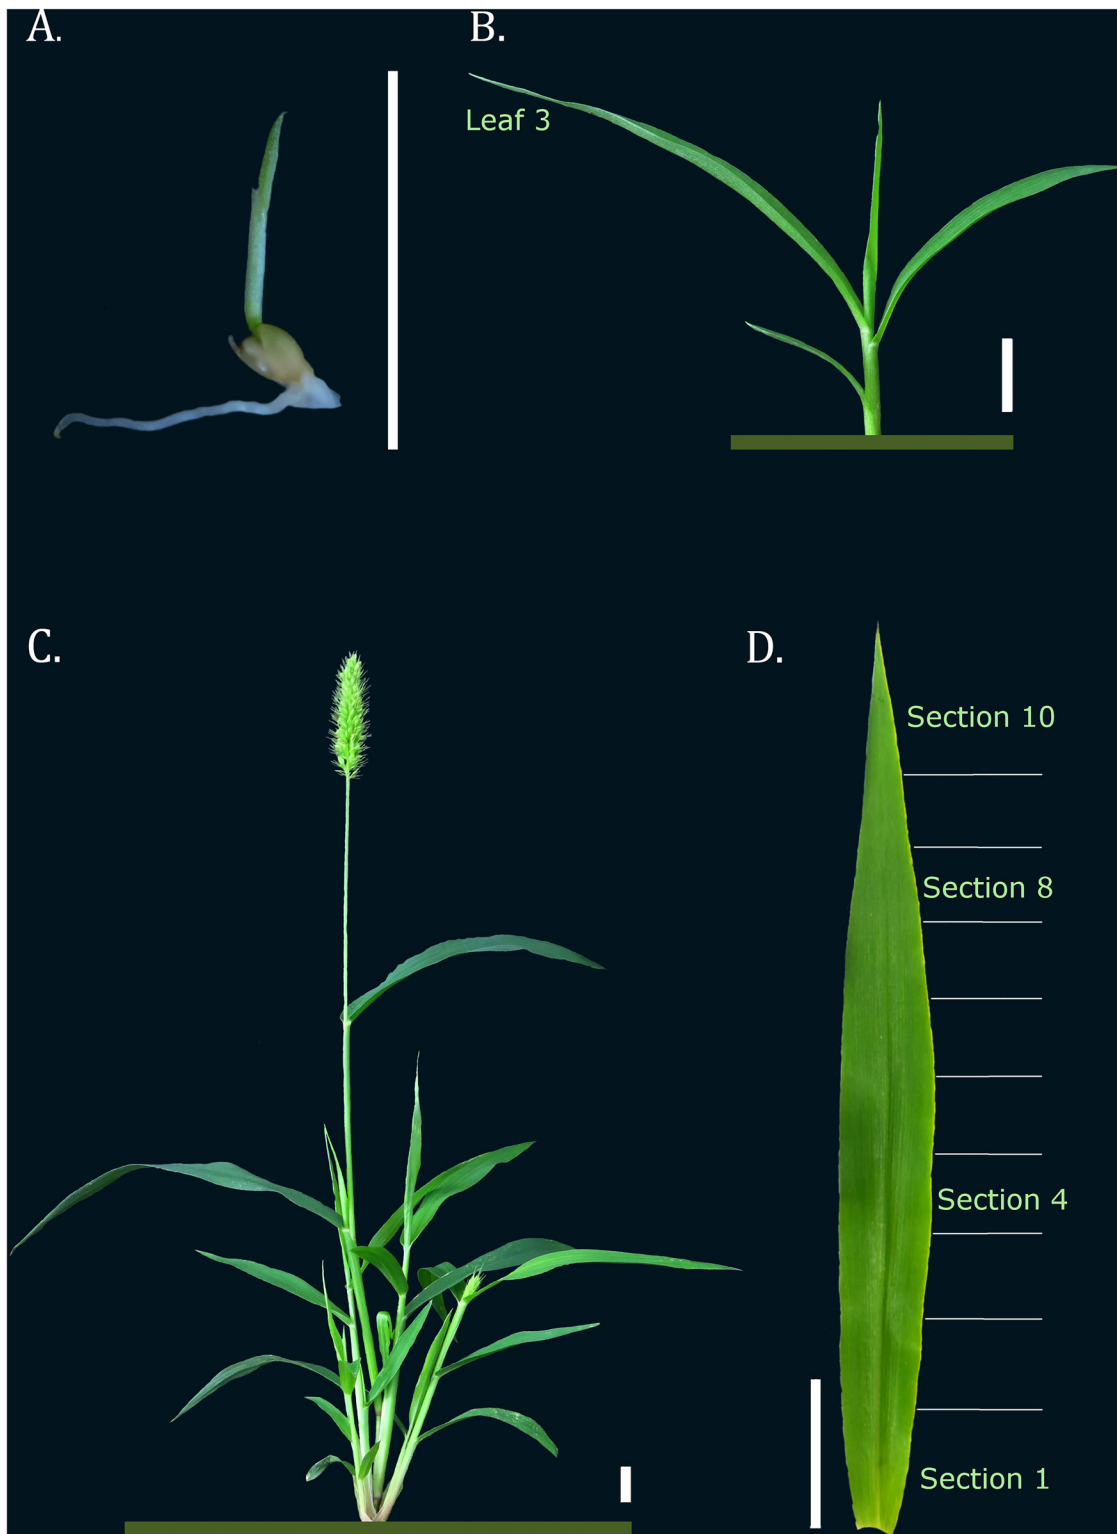 A.
B.
Leaf 3
C.
D.
Section 10
Section 8
Section 4
Section 1